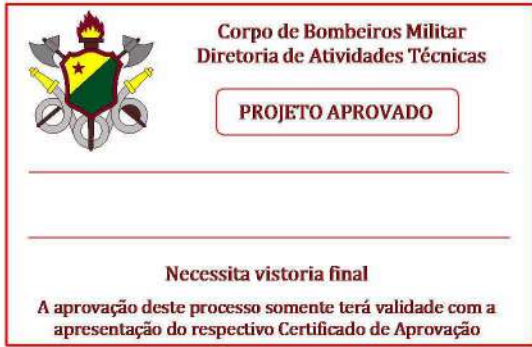 Corpo de Bombeiros Militar
Diretoria de Atividades Técnicas
PROJETO APROVADO
Necessita vistoria final
A aprovação deste processo somente terá validade com a
apresentação do respectivo Certificado de Aprovação